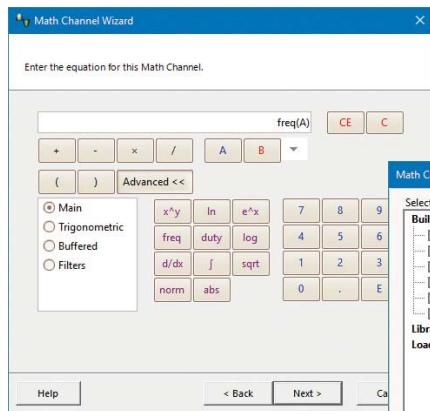 Math Channel Wizard
Enter the equation for this Math Channel.
freq(A) CE C
+ - × / A B
( ) Advanced <<
Main
Trigonometric
Buffered
Filters
x^y ln e^x 7 8 9
freq duty log 4 5 6
d/dx ∫ sqrt 1 2 3
norm abs 0 . E
Math C
Select
Buil
Libr
Load
Help < Back Next > Ca